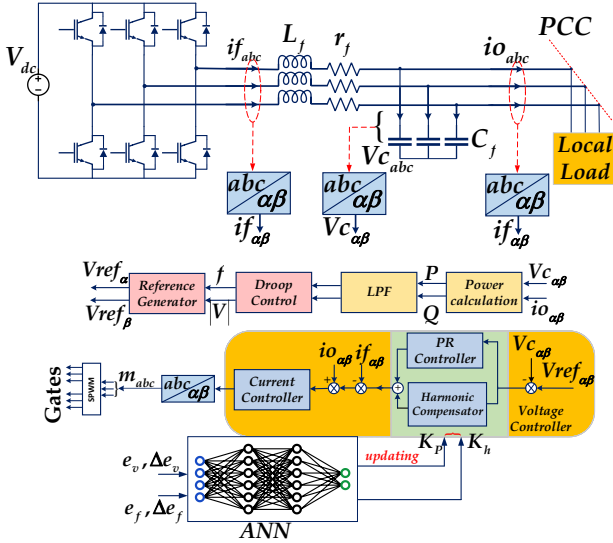 V_dc
if_abc
L_f
r_f
io_abc
PCC
Vc_abc
C_f
Local
Load
abc
αβ
abc
αβ
abc
αβ
if_αβ
Vc_αβ
if_αβ
Vref_α
Vref_β
Reference
Generator
f
|V|
Droop
Control
LPF
P
Q
Power
calculation
Vc_αβ
io_αβ
Gates
SPWM
m_abc
abc
αβ
Current
Controller
io_αβ
if_αβ
+
-
-
+
PR
Controller
Harmonic
Compensator
Vc_αβ
-
Vref_αβ
Voltage
Controller
K_P
K_h
updating
e_v, Δe_v
e_f, Δe_f
ANN